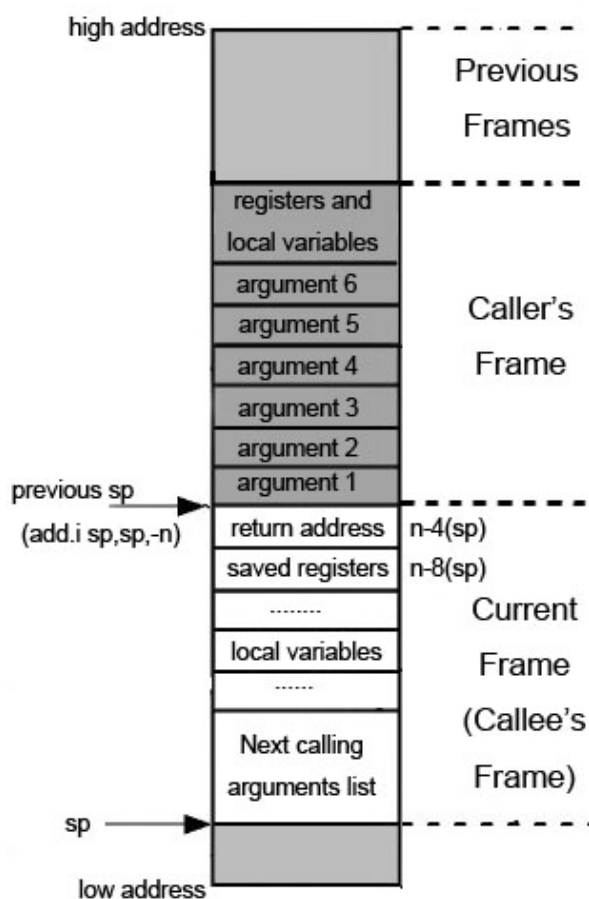 high address
Previous
Frames
registers and
local variables
argument 6
argument 5
argument 4
argument 3
argument 2
argument 1
Caller's
Frame
previous sp
(add.i sp,sp,-n)
return address n-4(sp)
saved registers n-8(sp)
........
local variables
......
Next calling
arguments list
Current
Frame
(Callee's
Frame)
sp
low address